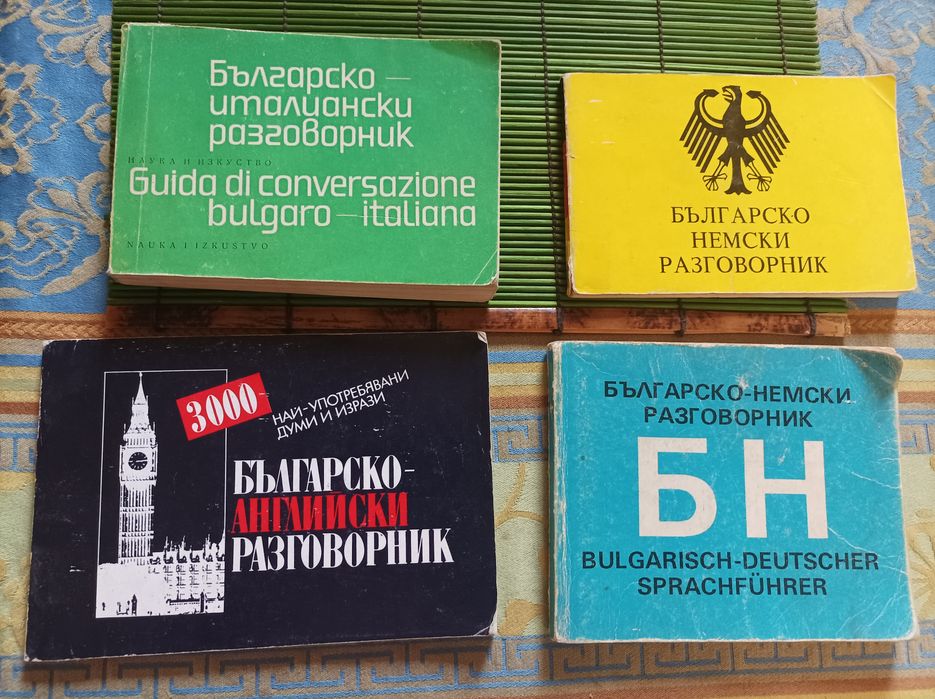 Българско —
италиански
разговорник
НАУКА И ИЗКУСТВО
Guida di conversazione
bulgaro — italiana
NAUKA I IZKUSTVO
БЪЛГАРСКО
НЕМСКИ
РАЗГОВОРНИК
3000
НАЙ-УПОТРЕБЯВАНИ
ДУМИ И ИЗРАЗИ
БЪЛГАРСКО-
АНГЛИЙСКИ
РАЗГОВОРНИК
БЪЛГАРСКО-НЕМСКИ
РАЗГОВОРНИК
БН
BULGARISCH-DEUTSCHER
SPRACHFÜHRER